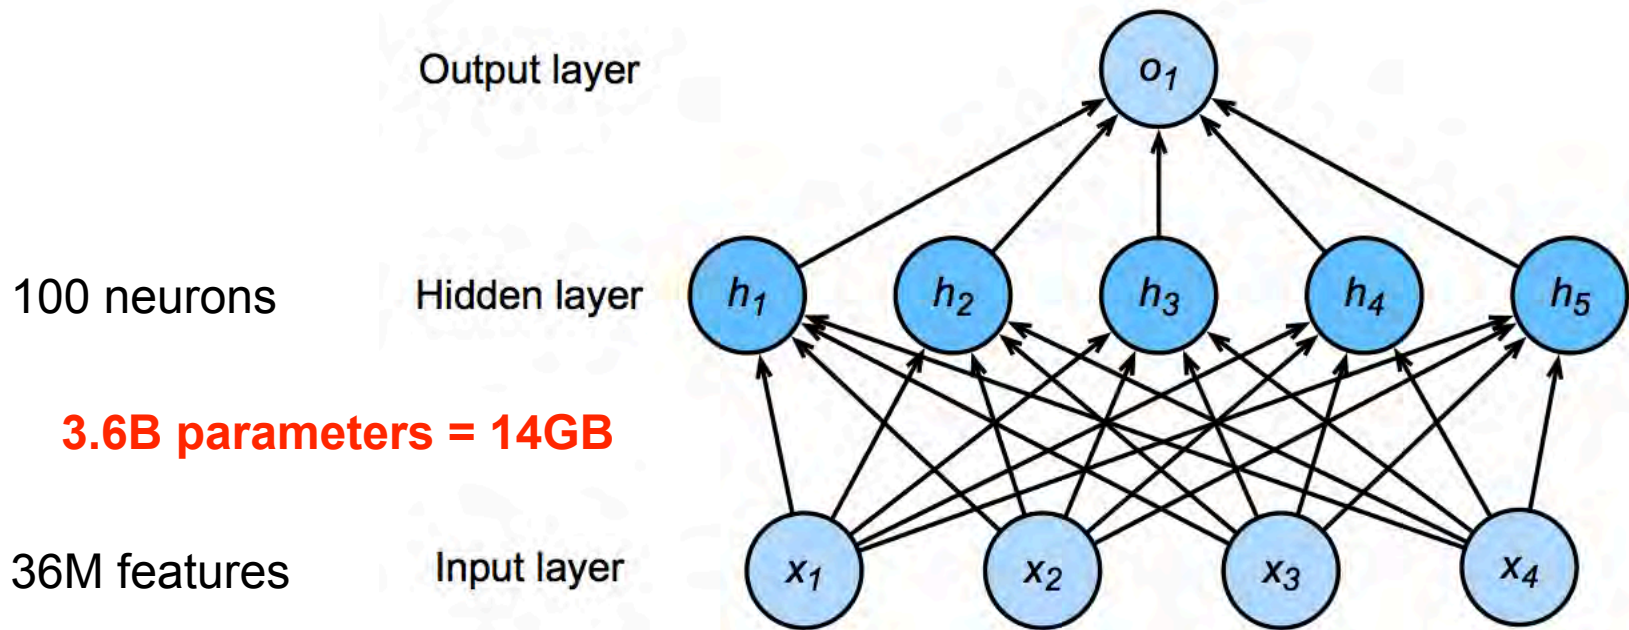 Output layer
o1
100 neurons
Hidden layer
h1 h2 h3 h4 h5
3.6B parameters = 14GB
36M features
Input layer
x1 x2 x3 x4